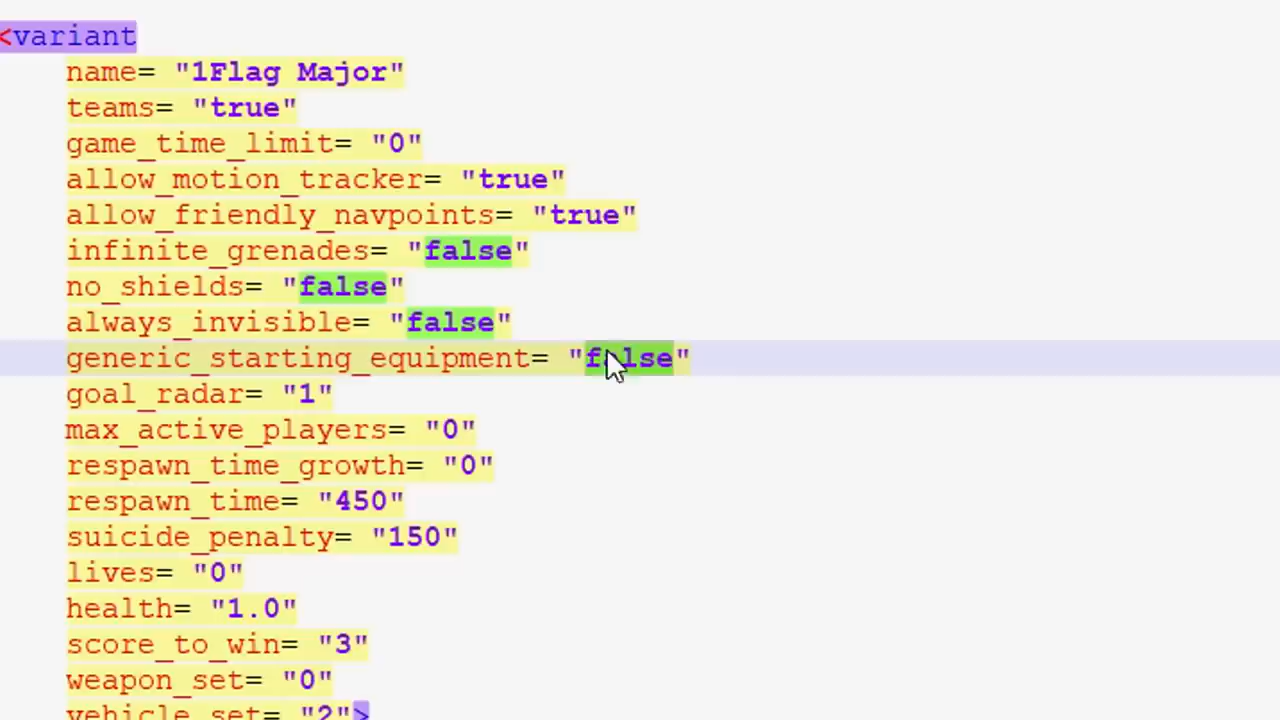 <variant
name= "1Flag Major"
teams= "true"
game_time_limit= "0"
allow_motion_tracker= "true"
allow_friendly_navpoints= "true"
infinite_grenades= "false"
no_shields= "false"
always_invisible= "false"
generic_starting_equipment= "false"
goal_radar= "1"
max_active_players= "0"
respawn_time_growth= "0"
respawn_time= "450"
suicide_penalty= "150"
lives= "0"
health= "1.0"
score_to_win= "3"
weapon_set= "0"
vehicle_set= "2">